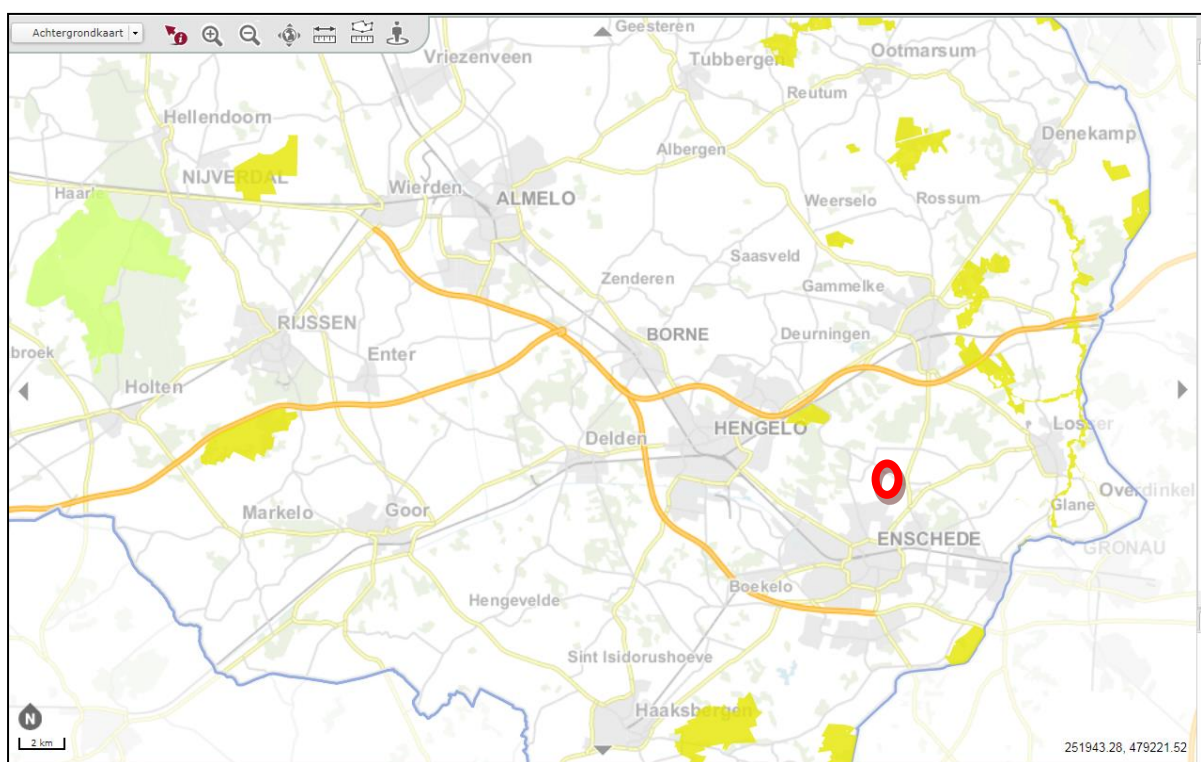 Achtergrondkaart
Geesteren
Ootmarsum
Vriezenveen
Tubbergen
Reutum
Hellendoorn
Denekamp
Albergen
NIJVERDAL
Haarle
Wierden
ALMELO
Weerselo
Rossum
Saasveld
Zenderen
Gammelke
RIJSSEN
BORNE
Deurningen
broek
Enter
Holten
HENGELO
Losser
Delden
Overdinkel
Markelo
Goor
Glane
ENSCHEDE
GRONAU
Boekelo
Hengevelde
Sint Isidorushoeve
Haaksbergen
N
2 km
251943.28, 479221.52